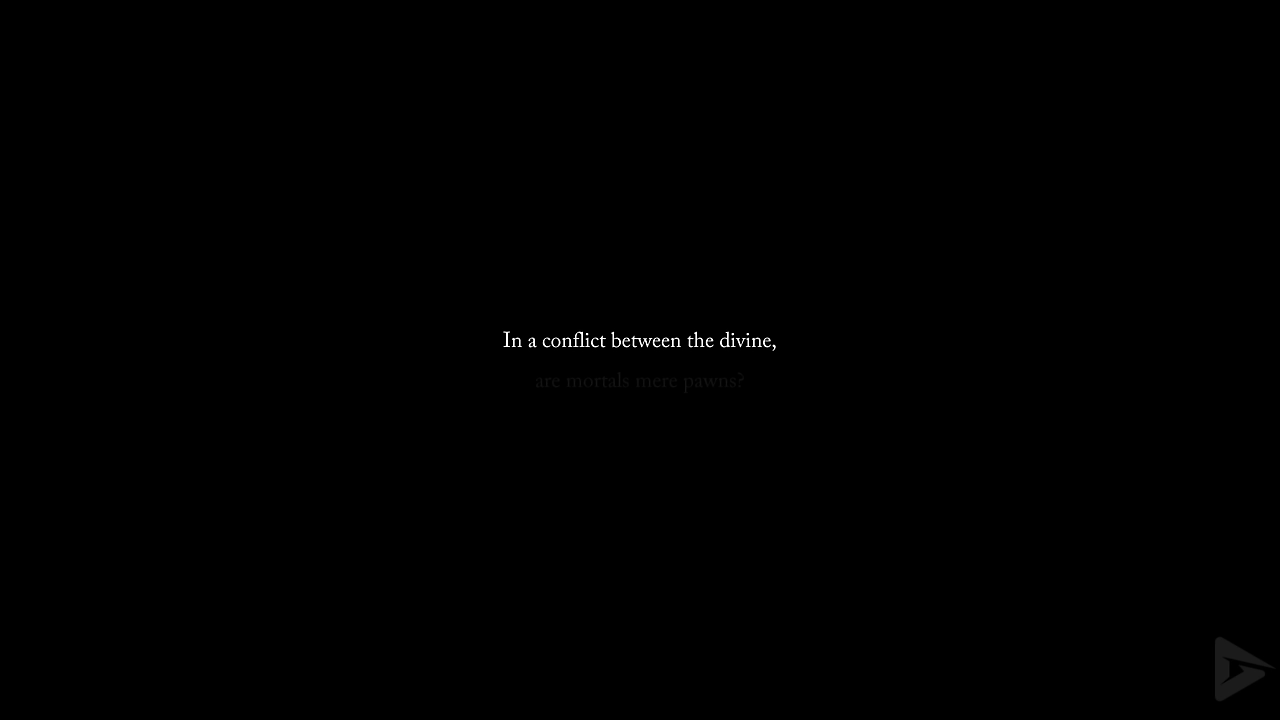 In a conflict between the divine,
are mortals mere pawns?